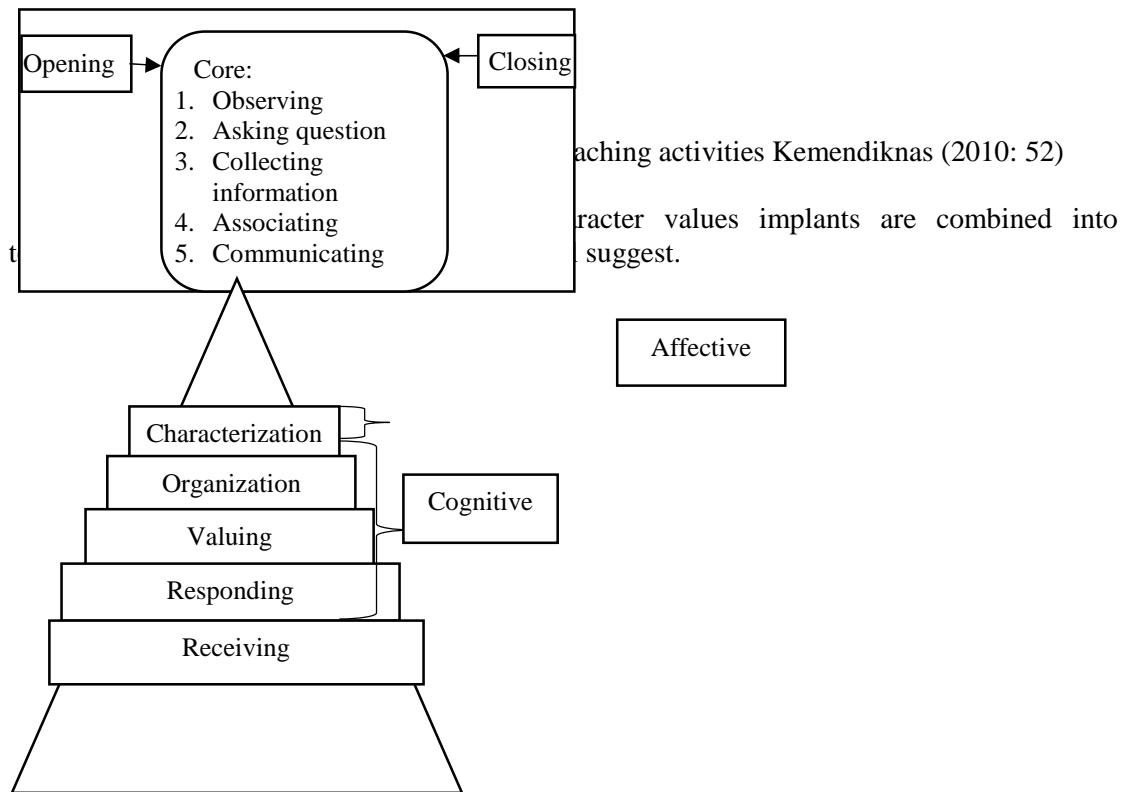 Opening
Core:
1. Observing
2. Asking question
3. Collecting
information
4. Associating
5. Communicating
Closing
aching activities Kemendiknas (2010: 52)
racter values implants are combined into
suggest.
Affective
Characterization
Organization
Cognitive
Valuing
Responding
Receiving